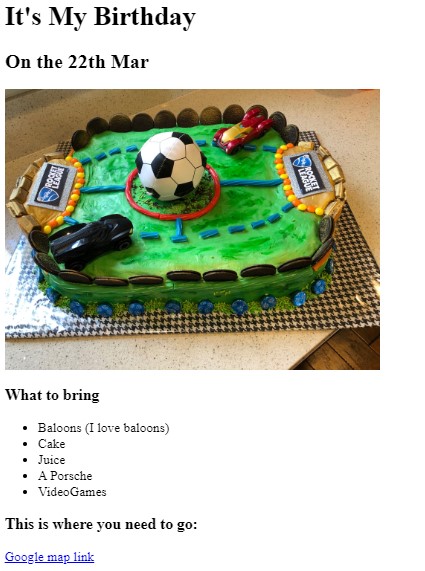 It's My Birthday
On the 22th Mar
ROCKET
LEAGUE
ROCKET
LEAGUE
What to bring
Baloons (I love baloons)
Cake
Juice
A Porsche
VideoGames
This is where you need to go:
Google map link